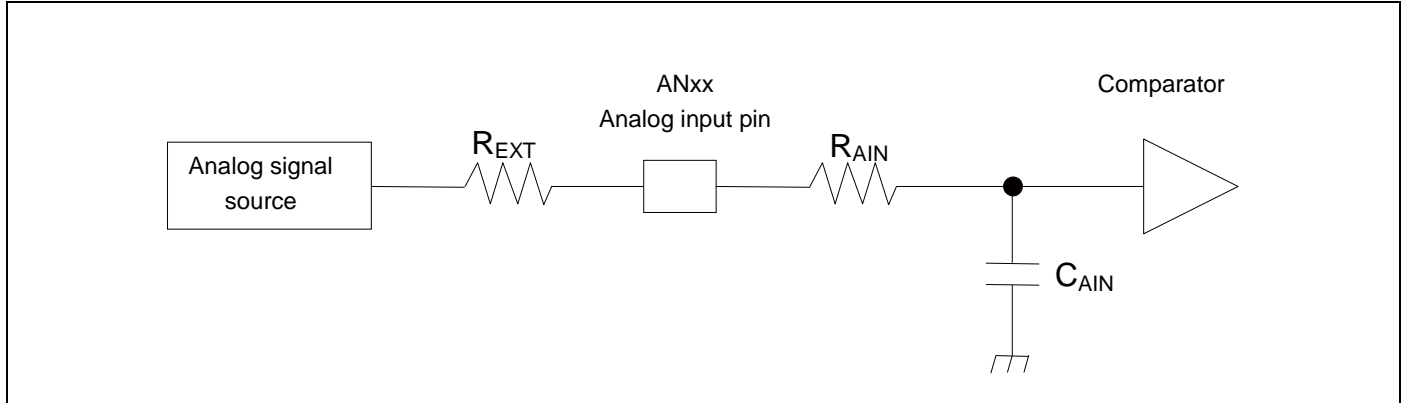 ANxx
Analog input pin
Comparator
Analog signal
source
REXT
RAIN
CAIN